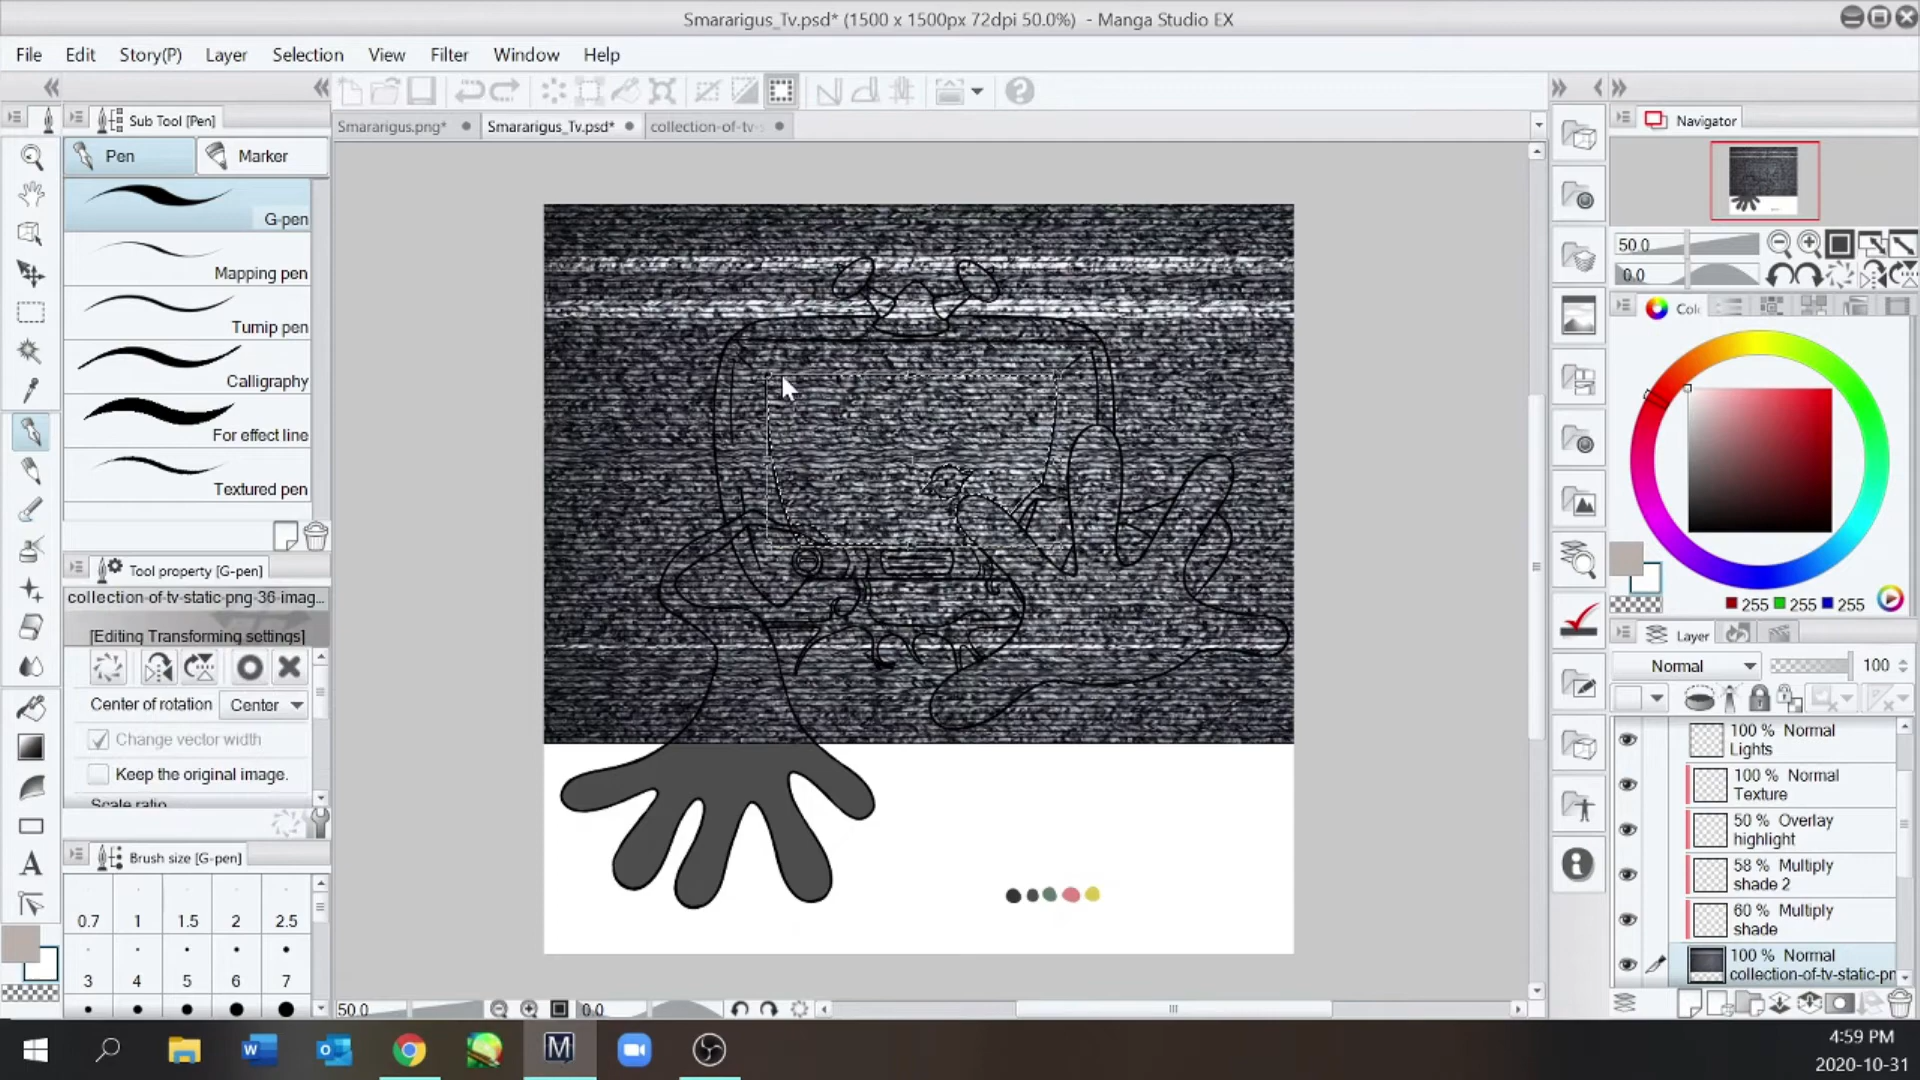 Smararigus_Tv.psd* (1500 x 1500px 72dpi 50.0%) - Manga Studio EX
File Edit Story(P) Layer Selection View Filter Window Help
Smararigus.png* Smararigus_Tv.psd* collection-of-tv-s
Sub Tool [Pen]
Pen Marker
G-pen
Mapping pen
Turnip pen
Calligraphy
For effect line
Textured pen
Tool property [G-pen]
collection-of-tv-static-png-36-imag...
[Editing Transforming settings]
Center of rotation Center
Change vector width
Keep the original image.
Scale ratio
Brush size [G-pen]
0.7 1 1.5 2 2.5
3 4 5 6 7
50.0 0.0
Navigator
50.0
0.0
Colo
255 255 255
Layer
Normal 100
100 % Normal
Lights
100 % Normal
Texture
50 % Overlay
highlight
58 % Multiply
shade 2
60 % Multiply
shade
100 % Normal
collection-of-tv-static-pn
4:59 PM
2020-10-31